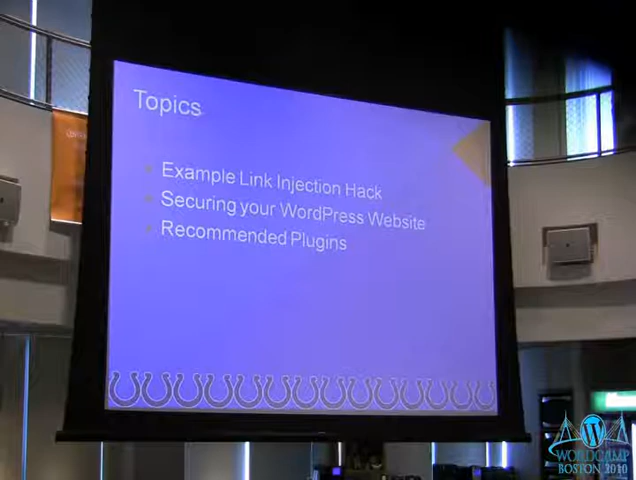 Topics
Example Link Injection Hack
Securing your WordPress Website
Recommended Plugins
WORDCAMP
BOSTON 2010